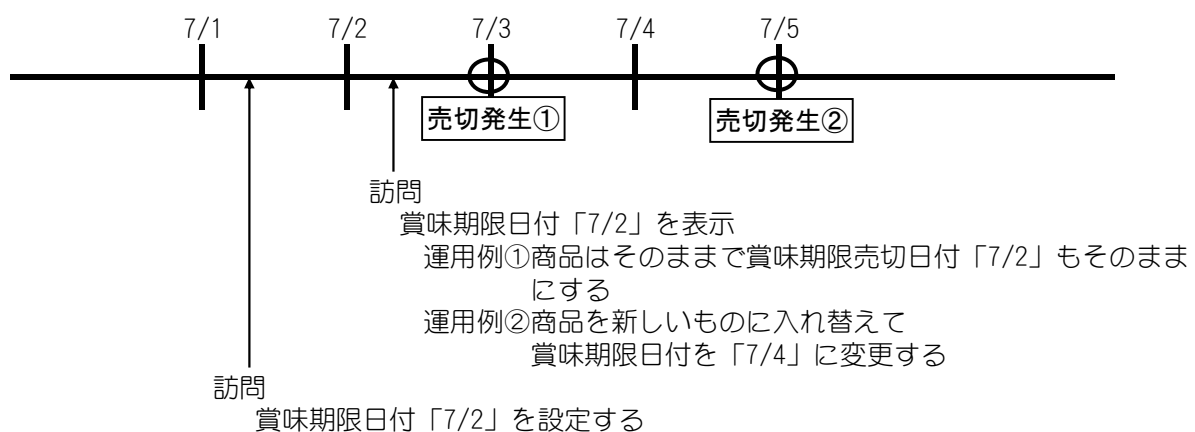 7/1 7/2 7/3 7/4 7/5
売切発生① 売切発生②
訪問
賞味期限日付「7/2」を表示
運用例①商品はそのままで賞味期限売切日付「7/2」もそのまま
にする
運用例②商品を新しいものに入れ替えて
賞味期限日付を「7/4」に変更する
訪問
賞味期限日付「7/2」を設定する